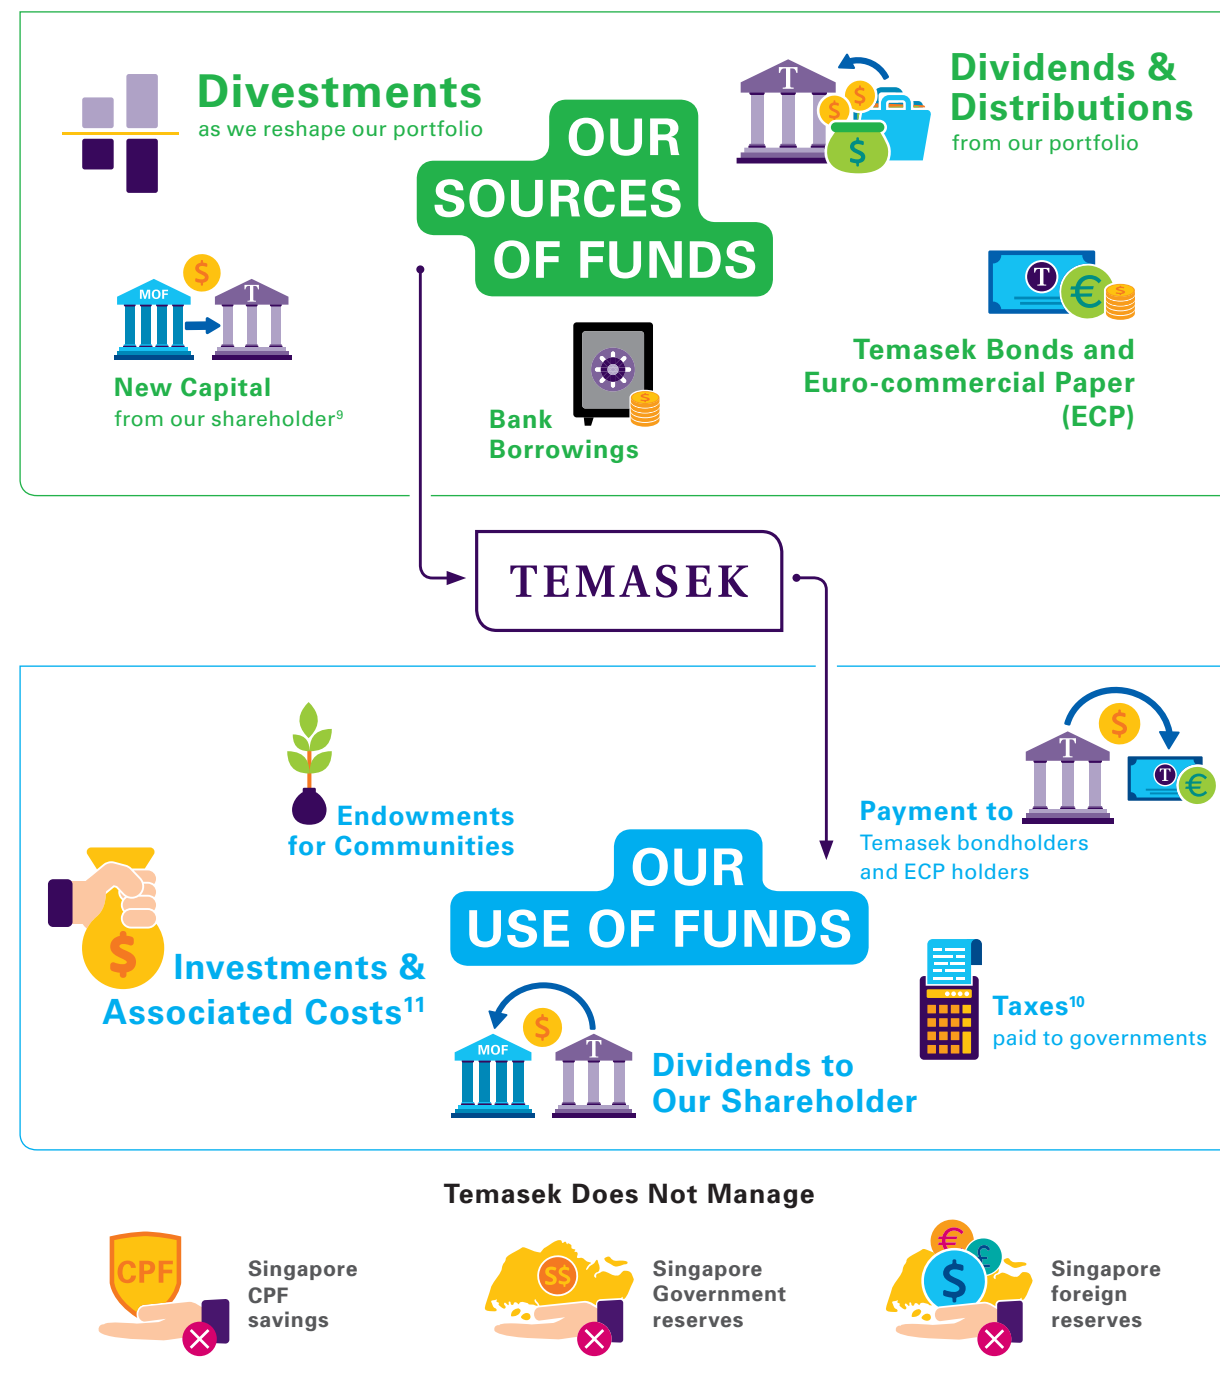 Divestments
as we reshape our portfolio
OUR
SOURCES
OF FUNDS
T
$
$
$
Dividends &
Distributions
from our portfolio
$
MOF
T
New Capital
from our shareholder⁹
$
Bank
Borrowings
T
€
$
Temasek Bonds and
Euro-commercial Paper
(ECP)
TEMASEK
Endowments
for Communities
$
Investments &
Associated Costs¹¹
OUR
USE OF FUNDS
T
$
T
€
Payment to
Temasek bondholders
and ECP holders
$
MOF
T
Dividends to
Our Shareholder
Taxes¹⁰
paid to governments
Temasek Does Not Manage
CPF
Singapore
CPF
savings
S$
Singapore
Government
reserves
€
£
$
Singapore
foreign
reserves